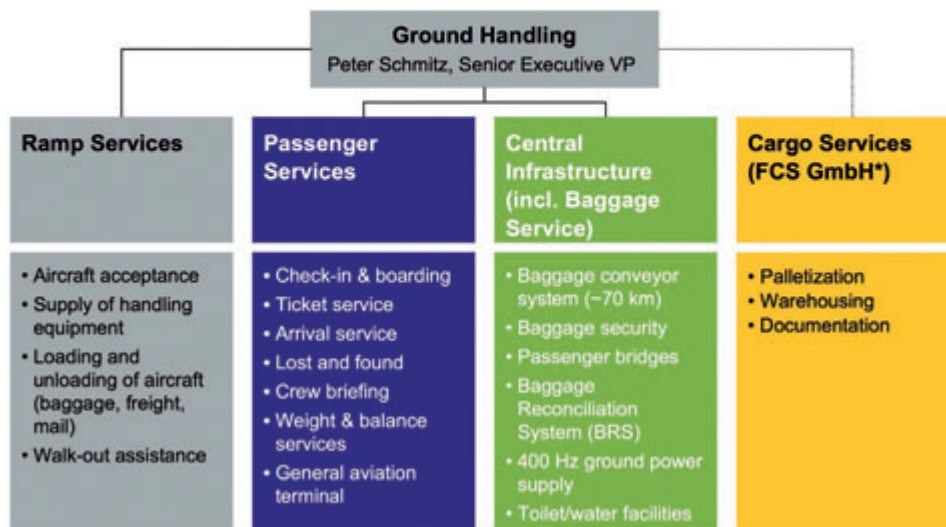 Ground Handling
Peter Schmitz, Senior Executive VP
Ramp Services
• Aircraft acceptance
• Supply of handling
equipment
• Loading and
unloading of aircraft
(baggage, freight,
mail)
• Walk-out assistance
Passenger
Services
• Check-in & boarding
• Ticket service
• Arrival service
• Lost and found
• Crew briefing
• Weight & balance
services
• General aviation
terminal
Central
Infrastructure
(incl. Baggage
Service)
• Baggage conveyor
system (~70 km)
• Baggage security
• Passenger bridges
• Baggage
Reconciliation
System (BRS)
• 400 Hz ground power
supply
• Toilet/water facilities
Cargo Services
(FCS GmbH*)
• Palletization
• Warehousing
• Documentation